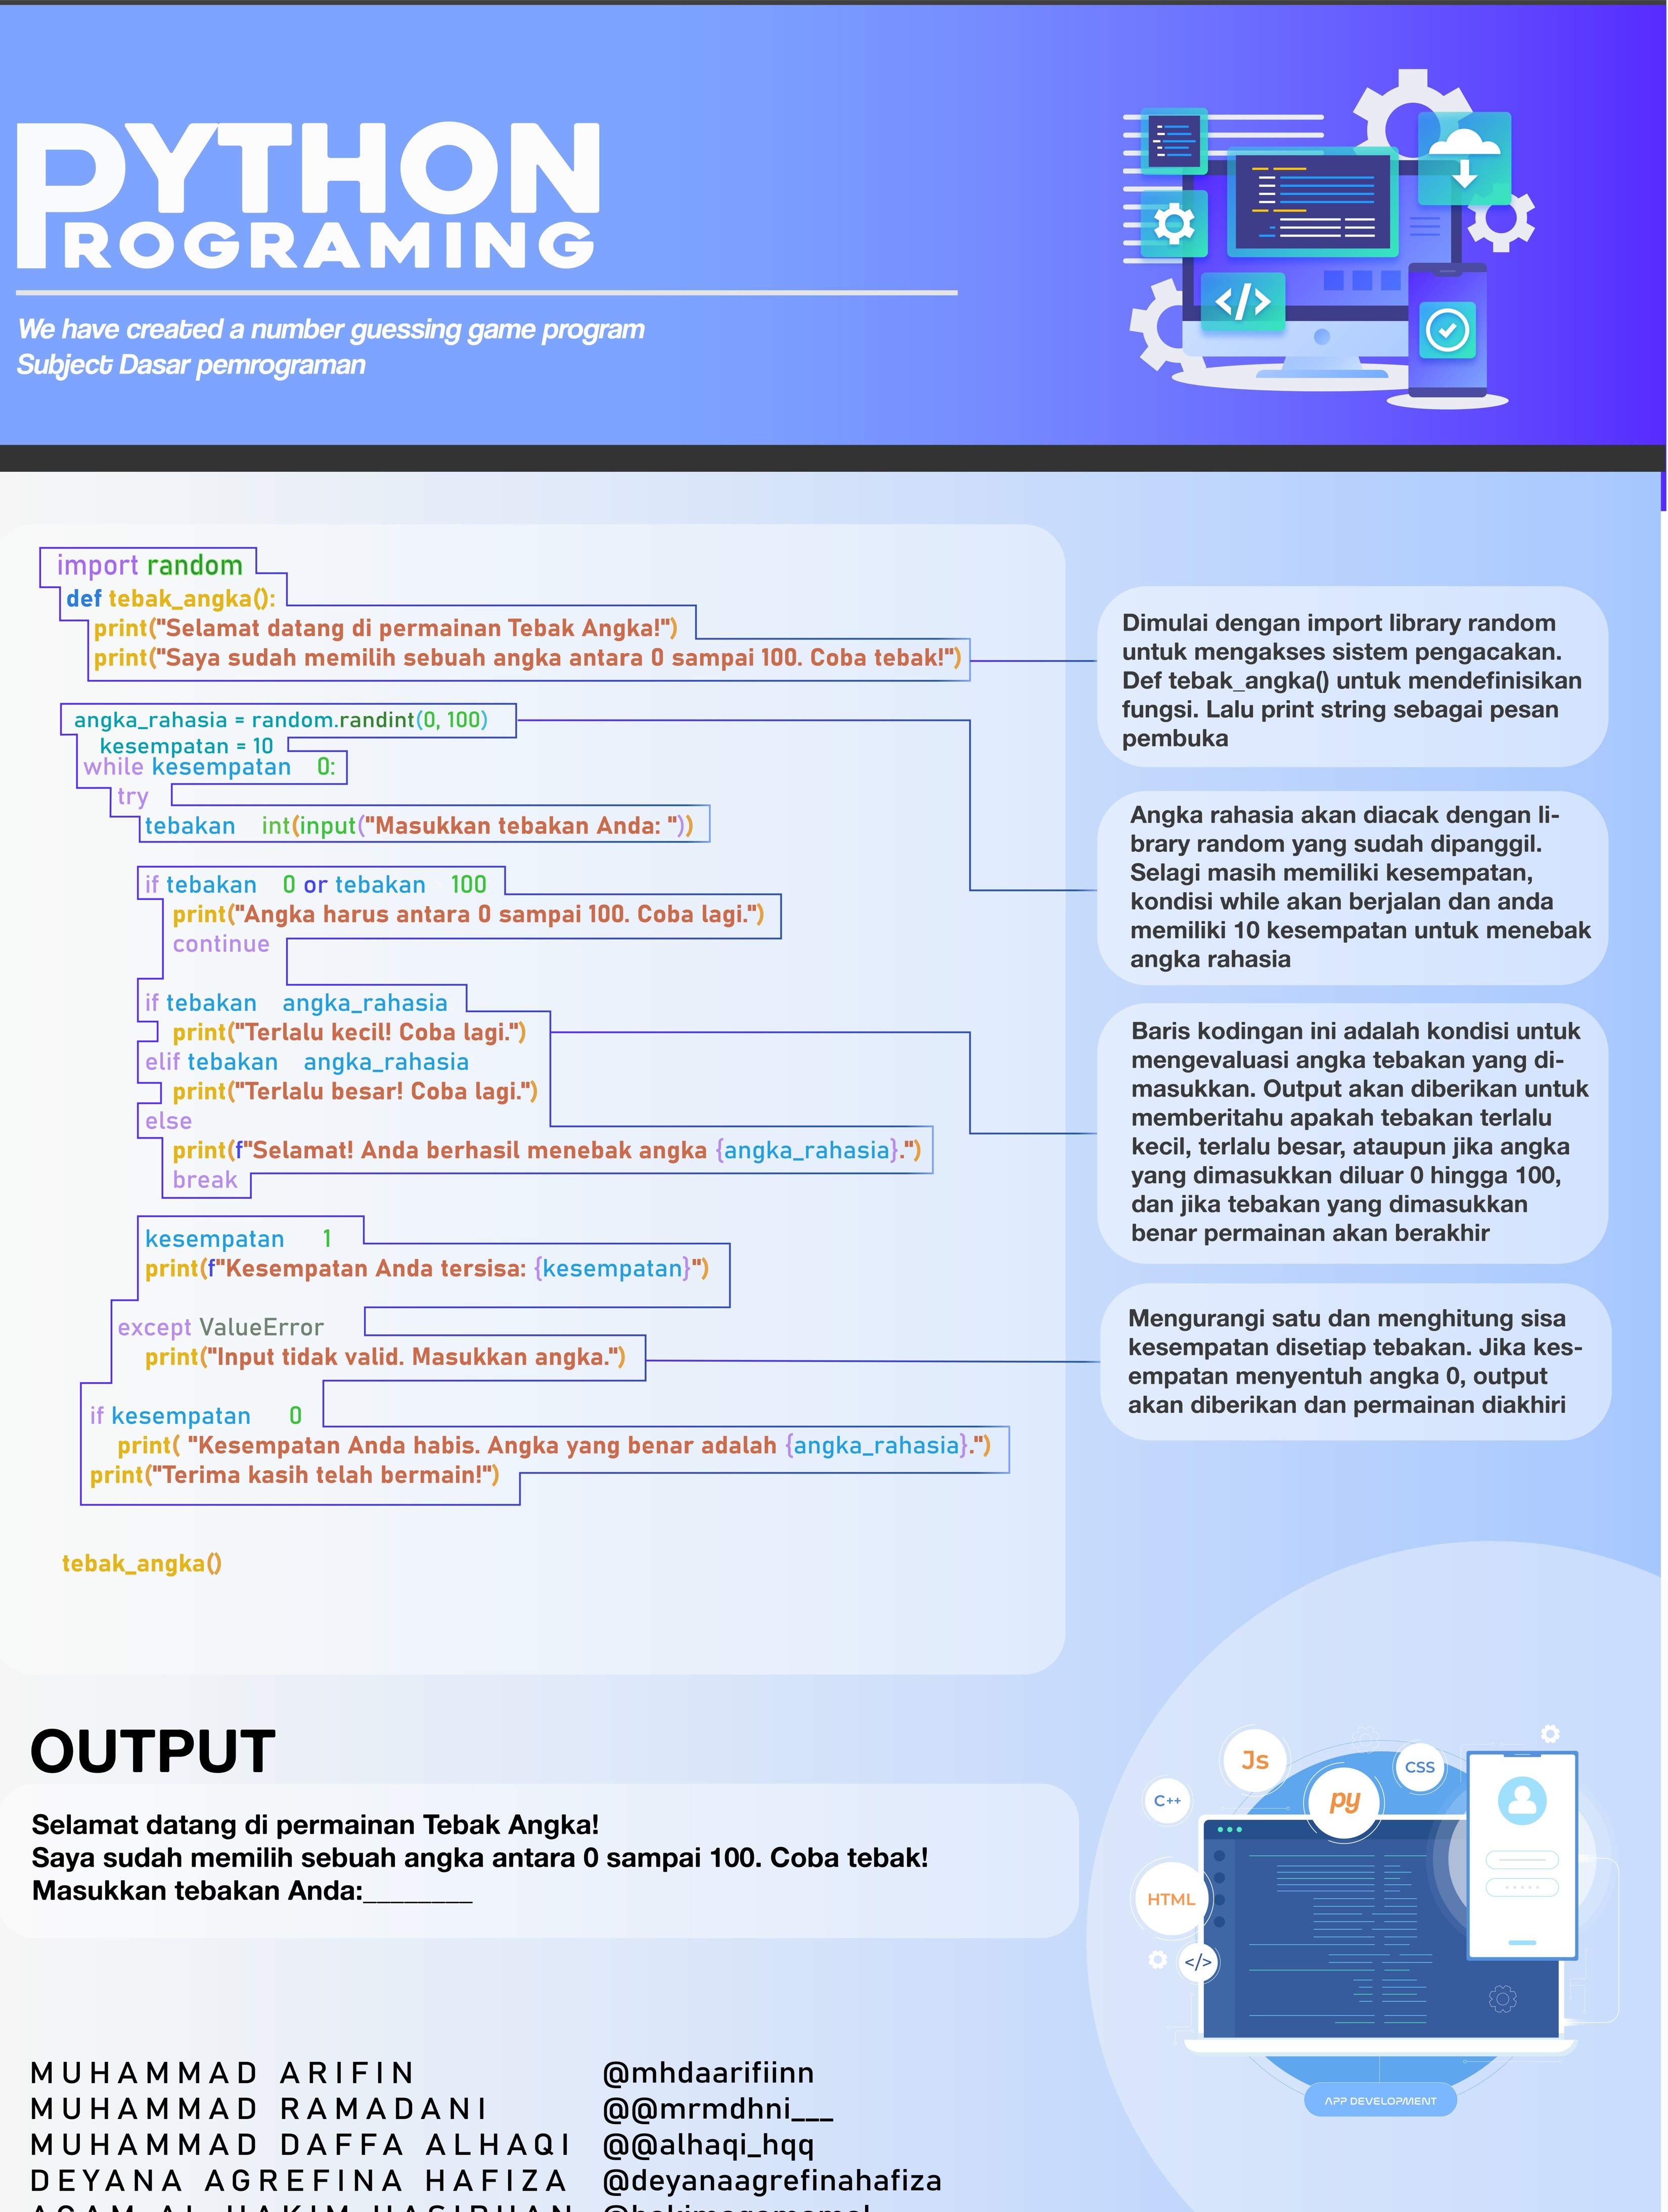 PYTHON
PROGRAMING
We have created a number guessing game program
Subject Dasar pemrograman
import random
def tebak_angka():
print("Selamat datang di permainan Tebak Angka!")
print("Saya sudah memilih sebuah angka antara 0 sampai 100. Coba tebak!")
angka_rahasia = random.randint(0, 100)
kesempatan = 10
while kesempatan 0:
try
tebakan int(input("Masukkan tebakan Anda: "))
if tebakan 0 or tebakan 100
print("Angka harus antara 0 sampai 100. Coba lagi.")
continue
if tebakan angka_rahasia
print("Terlalu kecil! Coba lagi.")
elif tebakan angka_rahasia
print("Terlalu besar! Coba lagi.")
else
print(f"Selamat! Anda berhasil menebak angka {angka_rahasia}.")
break
kesempatan 1
print(f"Kesempatan Anda tersisa: {kesempatan}")
except ValueError
print("Input tidak valid. Masukkan angka.")
if kesempatan 0
print( "Kesempatan Anda habis. Angka yang benar adalah {angka_rahasia}.")
print("Terima kasih telah bermain!")
tebak_angka()
Dimulai dengan import library random
untuk mengakses sistem pengacakan.
Def tebak_angka() untuk mendefinisikan
fungsi. Lalu print string sebagai pesan
pembuka
Angka rahasia akan diacak dengan li-
brary random yang sudah dipanggil.
Selagi masih memiliki kesempatan,
kondisi while akan berjalan dan anda
memiliki 10 kesempatan untuk menebak
angka rahasia
Baris kodingan ini adalah kondisi untuk
mengevaluasi angka tebakan yang di-
masukkan. Output akan diberikan untuk
memberitahu apakah tebakan terlalu
kecil, terlalu besar, ataupun jika angka
yang dimasukkan diluar 0 hingga 100,
dan jika tebakan yang dimasukkan
benar permainan akan berakhir
Mengurangi satu dan menghitung sisa
kesempatan disetiap tebakan. Jika kes-
empatan menyentuh angka 0, output
akan diberikan dan permainan diakhiri
OUTPUT
Selamat datang di permainan Tebak Angka!
Saya sudah memilih sebuah angka antara 0 sampai 100. Coba tebak!
Masukkan tebakan Anda:________
Js
CSS
C++
py
HTML
</>
APP DEVELOPMENT
MUHAMMAD ARIFIN @mhdaarifiinn
MUHAMMAD RAMADANI @@mrmdhni___
MUHAMMAD DAFFA ALHAQI @@alhaqi_hqq
DEYANA AGREFINA HAFIZA @deyanaagrefinahafiza